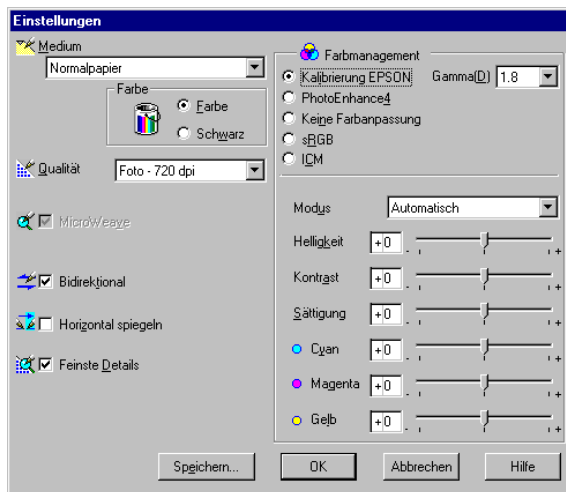 Einstellungen
Medium
Normalpapier
Farbe
Farbe
Schwarz
Qualität
Foto - 720 dpi
MicroWeave
Bidirektional
Horizontal spiegeln
Feinste Details
Farbmanagement
Kalibrierung EPSON
Gamma(D) 1.8
PhotoEnhance4
Keine Farbanpassung
sRGB
ICM
Modus Automatisch
Helligkeit +0 - +
Kontrast +0 - +
Sättigung +0 - +
Cyan +0 - +
Magenta +0 - +
Gelb +0 - +
Speichern... OK Abbrechen Hilfe